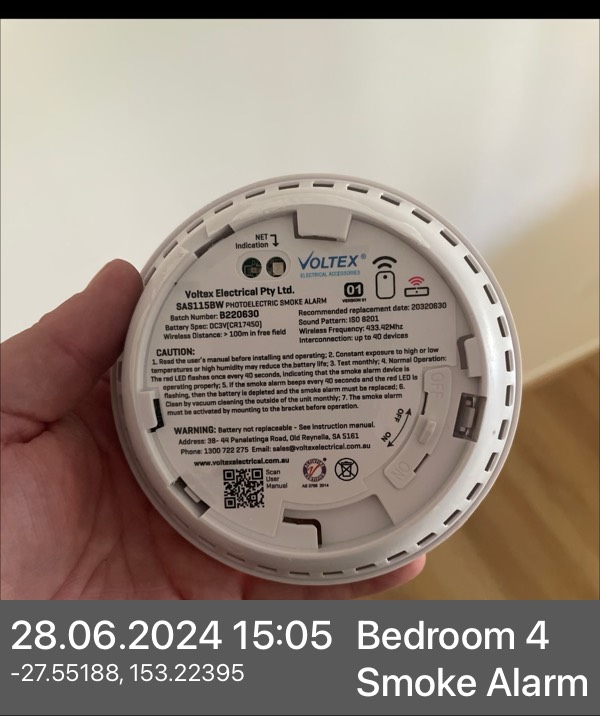 NET
Indication
VOLTEX®
ELECTRICAL ACCESSORIES
Voltex Electrical Pty Ltd.
SAS115BW PHOTOELECTRIC SMOKE ALARM
Batch Number: B220630
Battery Spec: DC3V[CR17450]
Wireless Distance: > 100m in free field
01
VERSION 01
Recommended replacement date: 20320630
Sound Pattern: ISO 8201
Wireless Frequency: 433.42Mhz
Interconnection: up to 40 devices
CAUTION:
1. Read the user's manual before installing and operating; 2. Constant exposure to high or low
temperatures or high humidity may reduce the battery life; 3. Test monthly; 4. Normal Operation:
The red LED flashes once every 40 seconds, indicating that the smoke alarm device is
operating properly; 5. If the smoke alarm beeps every 40 seconds and the red LED is
flashing, then the battery is depleted and the smoke alarm must be replaced; 6.
Clean by vacuum cleaning the outside of the unit monthly; 7. The smoke alarm
must be activated by mounting to the bracket before operation.
OFF
OFF
ON
ON
WARNING: Battery not replaceable - See instruction manual.
Address: 38- 44 Panalatinga Road, Old Reynella, SA 5161
Phone: 1300 722 275 Email: sales@voltexelectrical.com.au
www.voltexelectrical.com.au
Scan
User
Manual
AS 3786 2014
28.06.2024 15:05
-27.55188, 153.22395
Bedroom 4
Smoke Alarm